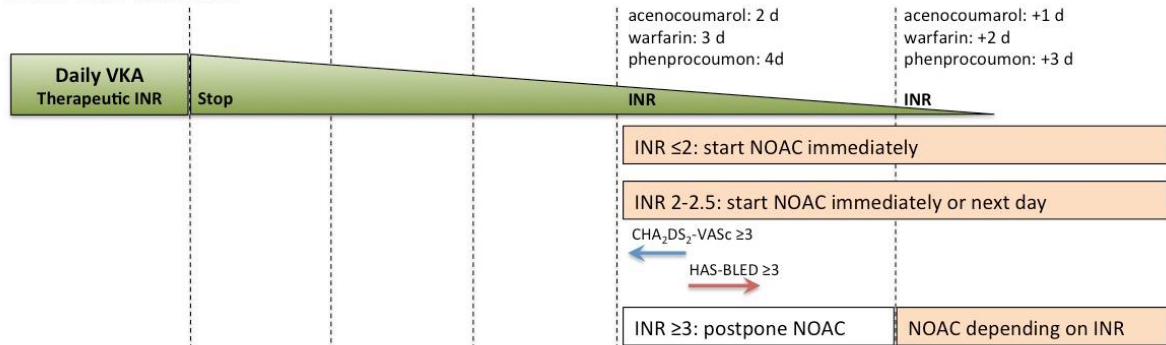 acenocoumarol: 2 d
warfarin: 3 d
phenprocoumon: 4d
acenocoumarol: +1 d
warfarin: +2 d
phenprocoumon: +3 d
Daily VKA
Therapeutic INR
Stop
INR
INR
INR ≤2: start NOAC immediately
INR 2-2.5: start NOAC immediately or next day
CHA₂DS₂-VASc ≥3
HAS-BLED ≥3
INR ≥3: postpone NOAC
NOAC depending on INR